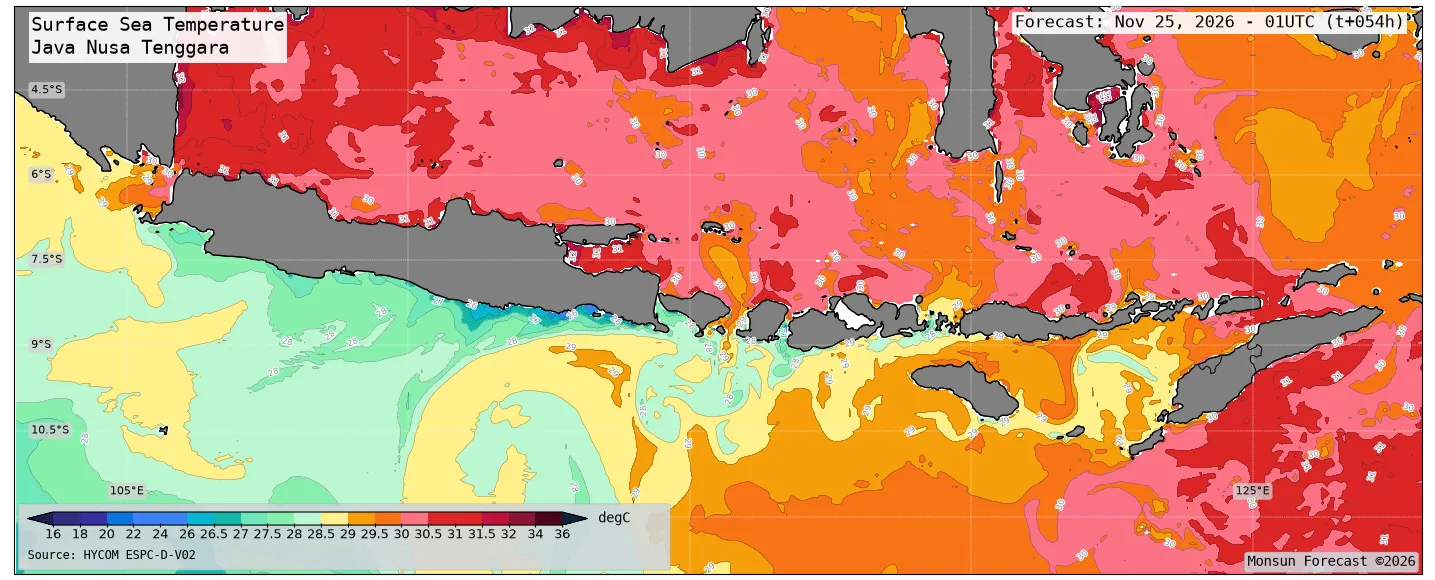 Surface Sea Temperature
Java Nusa Tenggara
Forecast: Nov 25, 2026 - 01UTC (t+054h)
4.5°S
6°S
7.5°S
9°S
10.5°S
105°E
125°E
16 18 20 22 24 26 26.5 27 27.5 28 28.5 29 29.5 30 30.5 31 31.5 32 34 36
degC
Source: HYCOM ESPC-D-V02
Monsun Forecast ©2026